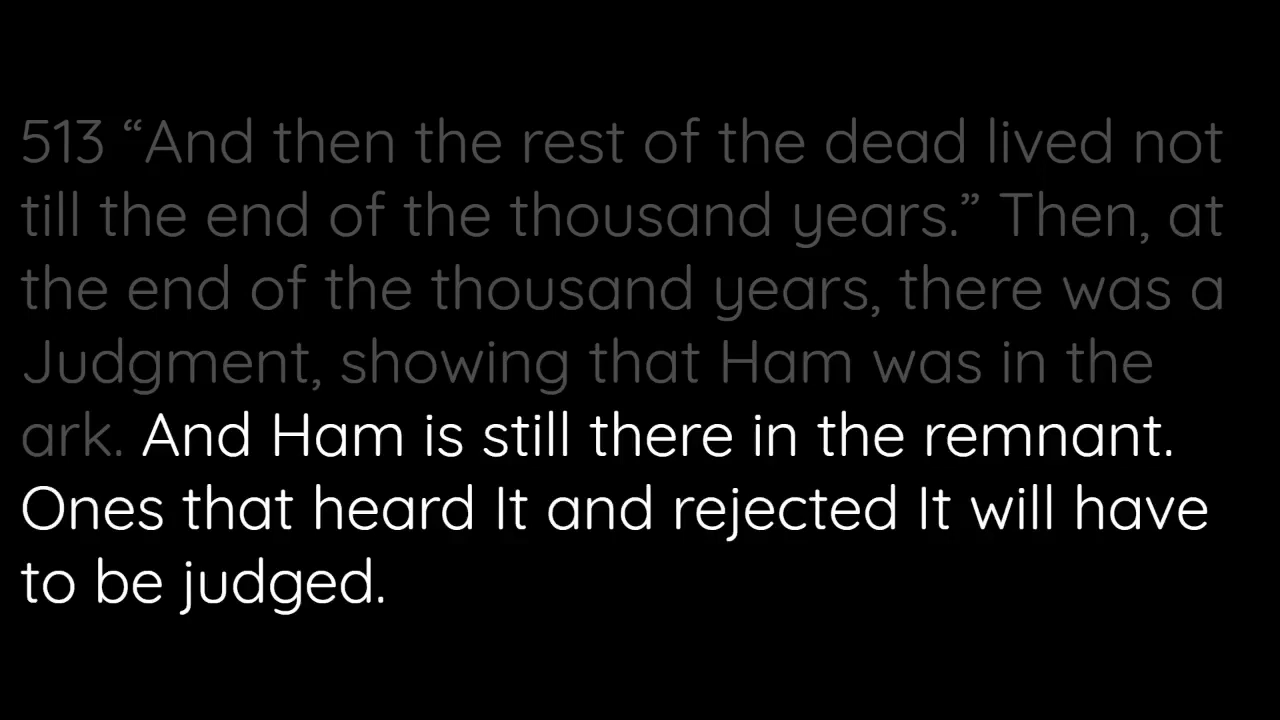 513 “And then the rest of the dead lived not
till the end of the thousand years.” Then, at
the end of the thousand years, there was a
Judgment, showing that Ham was in the
ark. And Ham is still there in the remnant.
Ones that heard It and rejected It will have
to be judged.